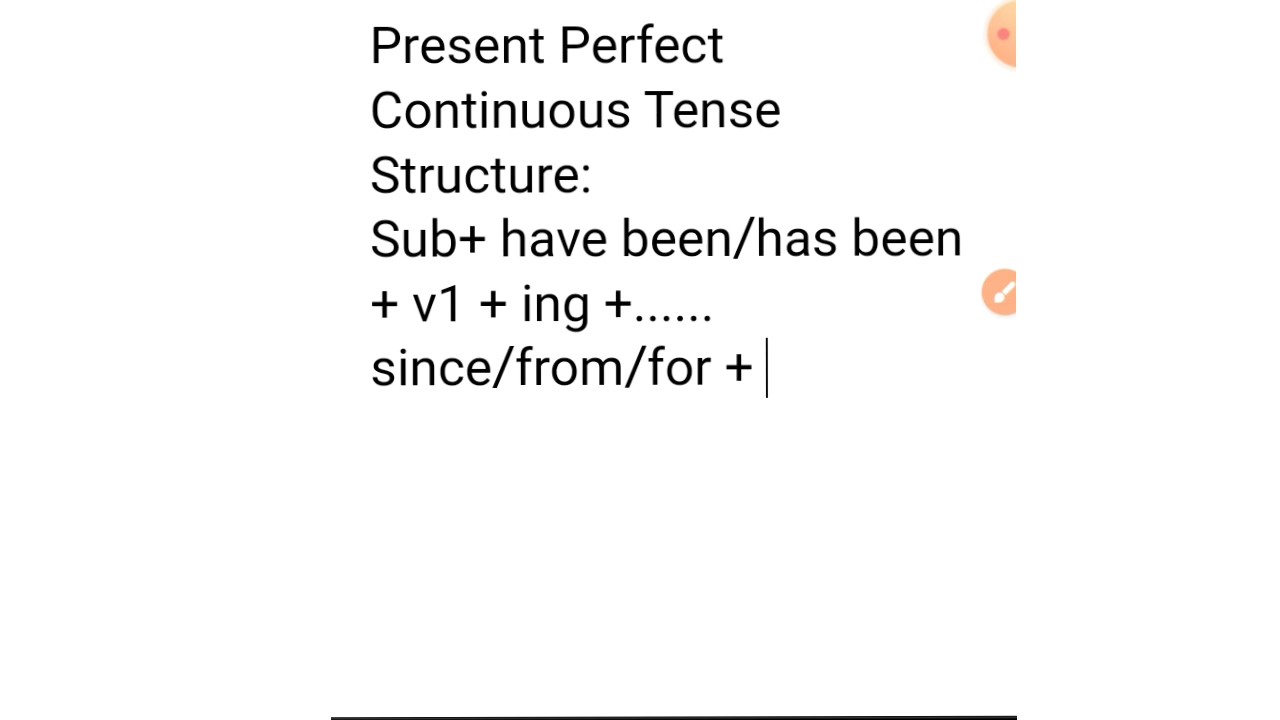 Present Perfect
Continuous Tense
Structure:
Sub+ have been/has been
+ v1 + ing +......
since/from/for +